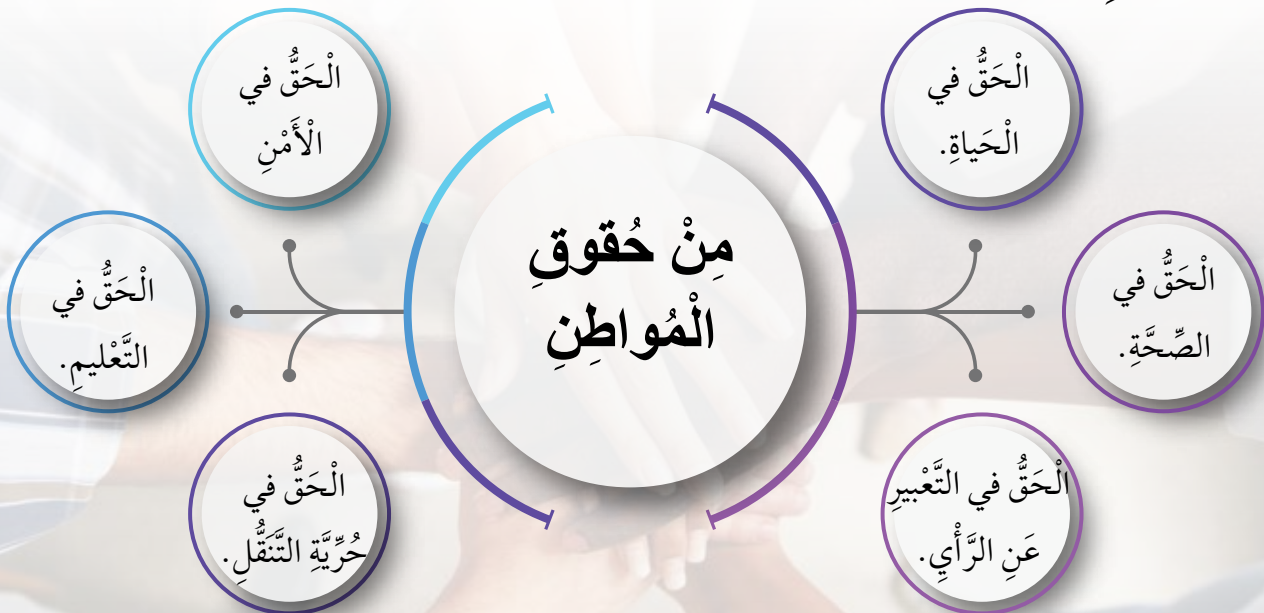 مِنْ حُقوقِ
الْمُواطِنِ
الْحَقُّ في
الْحَياةِ.
الْحَقُّ في
الصِّحَّةِ.
الْحَقُّ في التَّعْبيرِ
عَنِ الرَّأْيِ.
الْحَقُّ في
الْأَمْنِ
الْحَقُّ في
التَّعْليمِ.
الْحَقُّ في
حُرِّيَّةِ التَّنَقُّلِ.